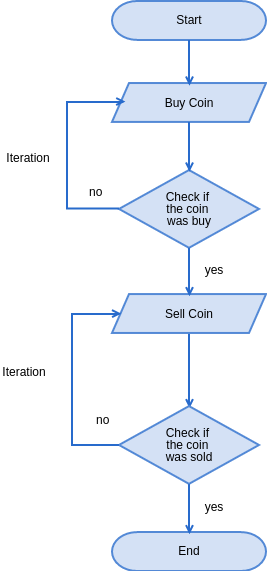 Start
Buy Coin
Iteration
no
Check if
the coin
was buy
yes
Sell Coin
Iteration
no
Check if
the coin
was sold
yes
End